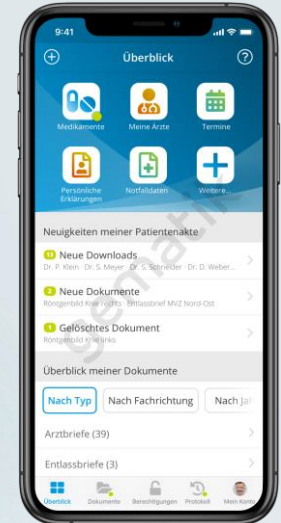 9:41
Überblick
Medikamente
Meine Ärzte
Termine
Persönliche
Erklärungen
Notfalldaten
Weitere...
Neuigkeiten meiner Patientenakte
13 Neue Downloads
Dr. P. Klein · Dr. S. Meyer · Dr. S. Schneider · Dr. D. Weber...
2 Neue Dokumente
Röntgenbild Knie rechts · Entlassbrief MVZ Nord-Ost
1 Gelöschtes Dokument
Röntgenbild Knie links
Überblick meiner Dokumente
Nach Typ
Nach Fachrichtung
Nach Ja
Arztbriefe (39)
Entlassbriefe (3)
Überblick
Dokumente
Berechtigungen
Protokoll
Mein Konto
gematik